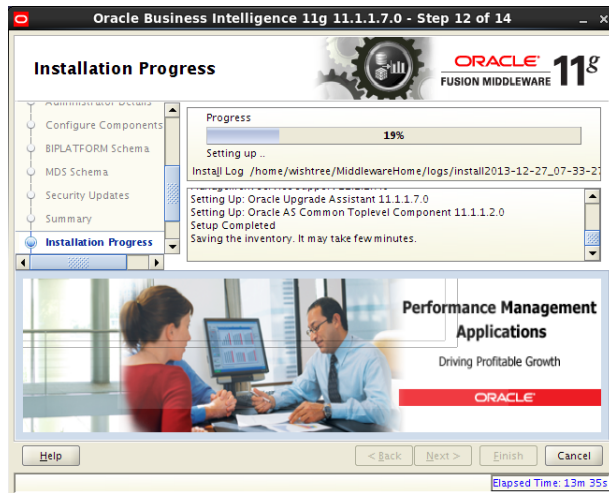 Oracle Business Intelligence 11g 11.1.1.7.0 - Step 12 of 14
Installation Progress
ORACLE
FUSION MIDDLEWARE 11g
Administrator Details
Configure Components
BIPLATFORM Schema
MDS Schema
Security Updates
Summary
Installation Progress
Progress
19%
Setting up ..
Install Log /home/wishtree/MiddlewareHome/logs/install2013-12-27_07-33-27
Setting Up: Oracle Upgrade Assistant 11.1.1.7.0
Setting Up: Oracle AS Common Toplevel Component 11.1.1.2.0
Setup Completed
Saving the inventory. It may take few minutes.
Performance Management
Applications
Driving Profitable Growth
ORACLE
Help
< Back
Next >
Finish
Cancel
Elapsed Time: 13m 35s